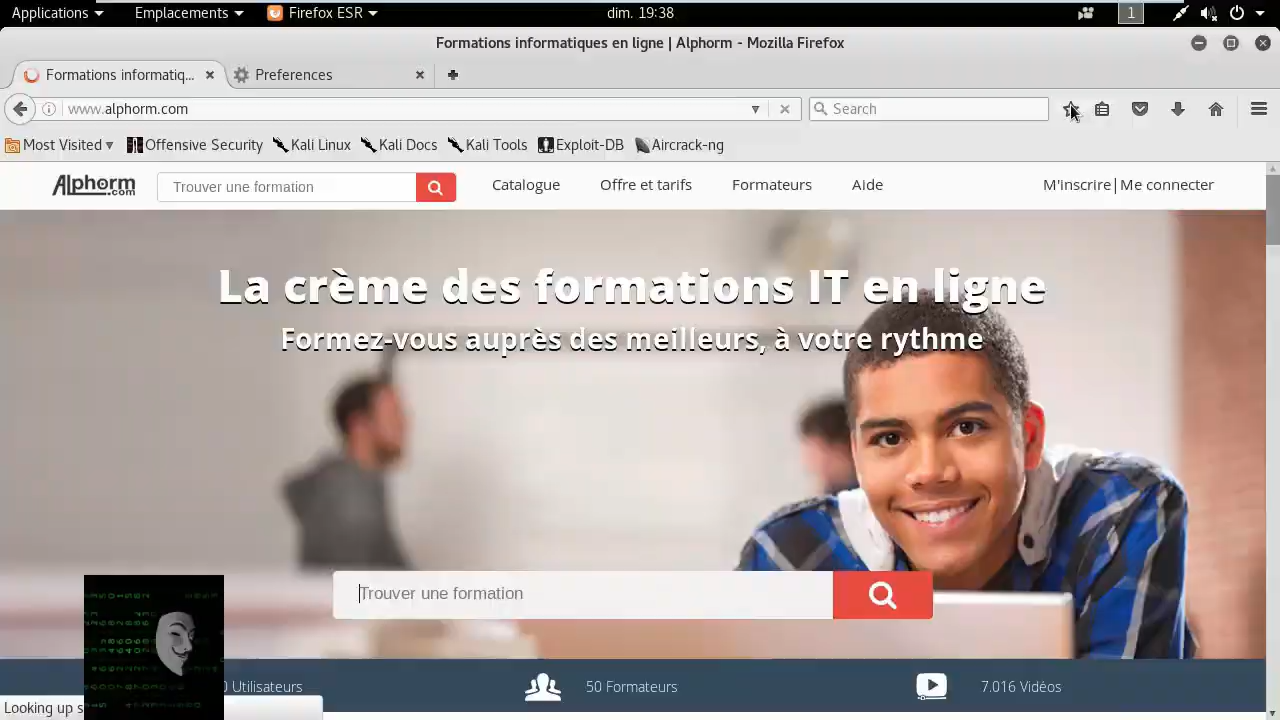 Applications Emplacements Firefox ESR dim. 19:38 1
Formations informatiques en ligne | Alphorm - Mozilla Firefox
Formations informatiq... Preferences
www.alphorm.com Search
Most Visited Offensive Security Kali Linux Kali Docs Kali Tools Exploit-DB Aircrack-ng
Alphorm.com Trouver une formation Catalogue Offre et tarifs Formateurs Aide M'inscrire | Me connecter
La crème des formations IT en ligne
Formez-vous auprès des meilleurs, à votre rythme
Trouver une formation
0 Utilisateurs 50 Formateurs 7.016 Vidéos
Looking up s